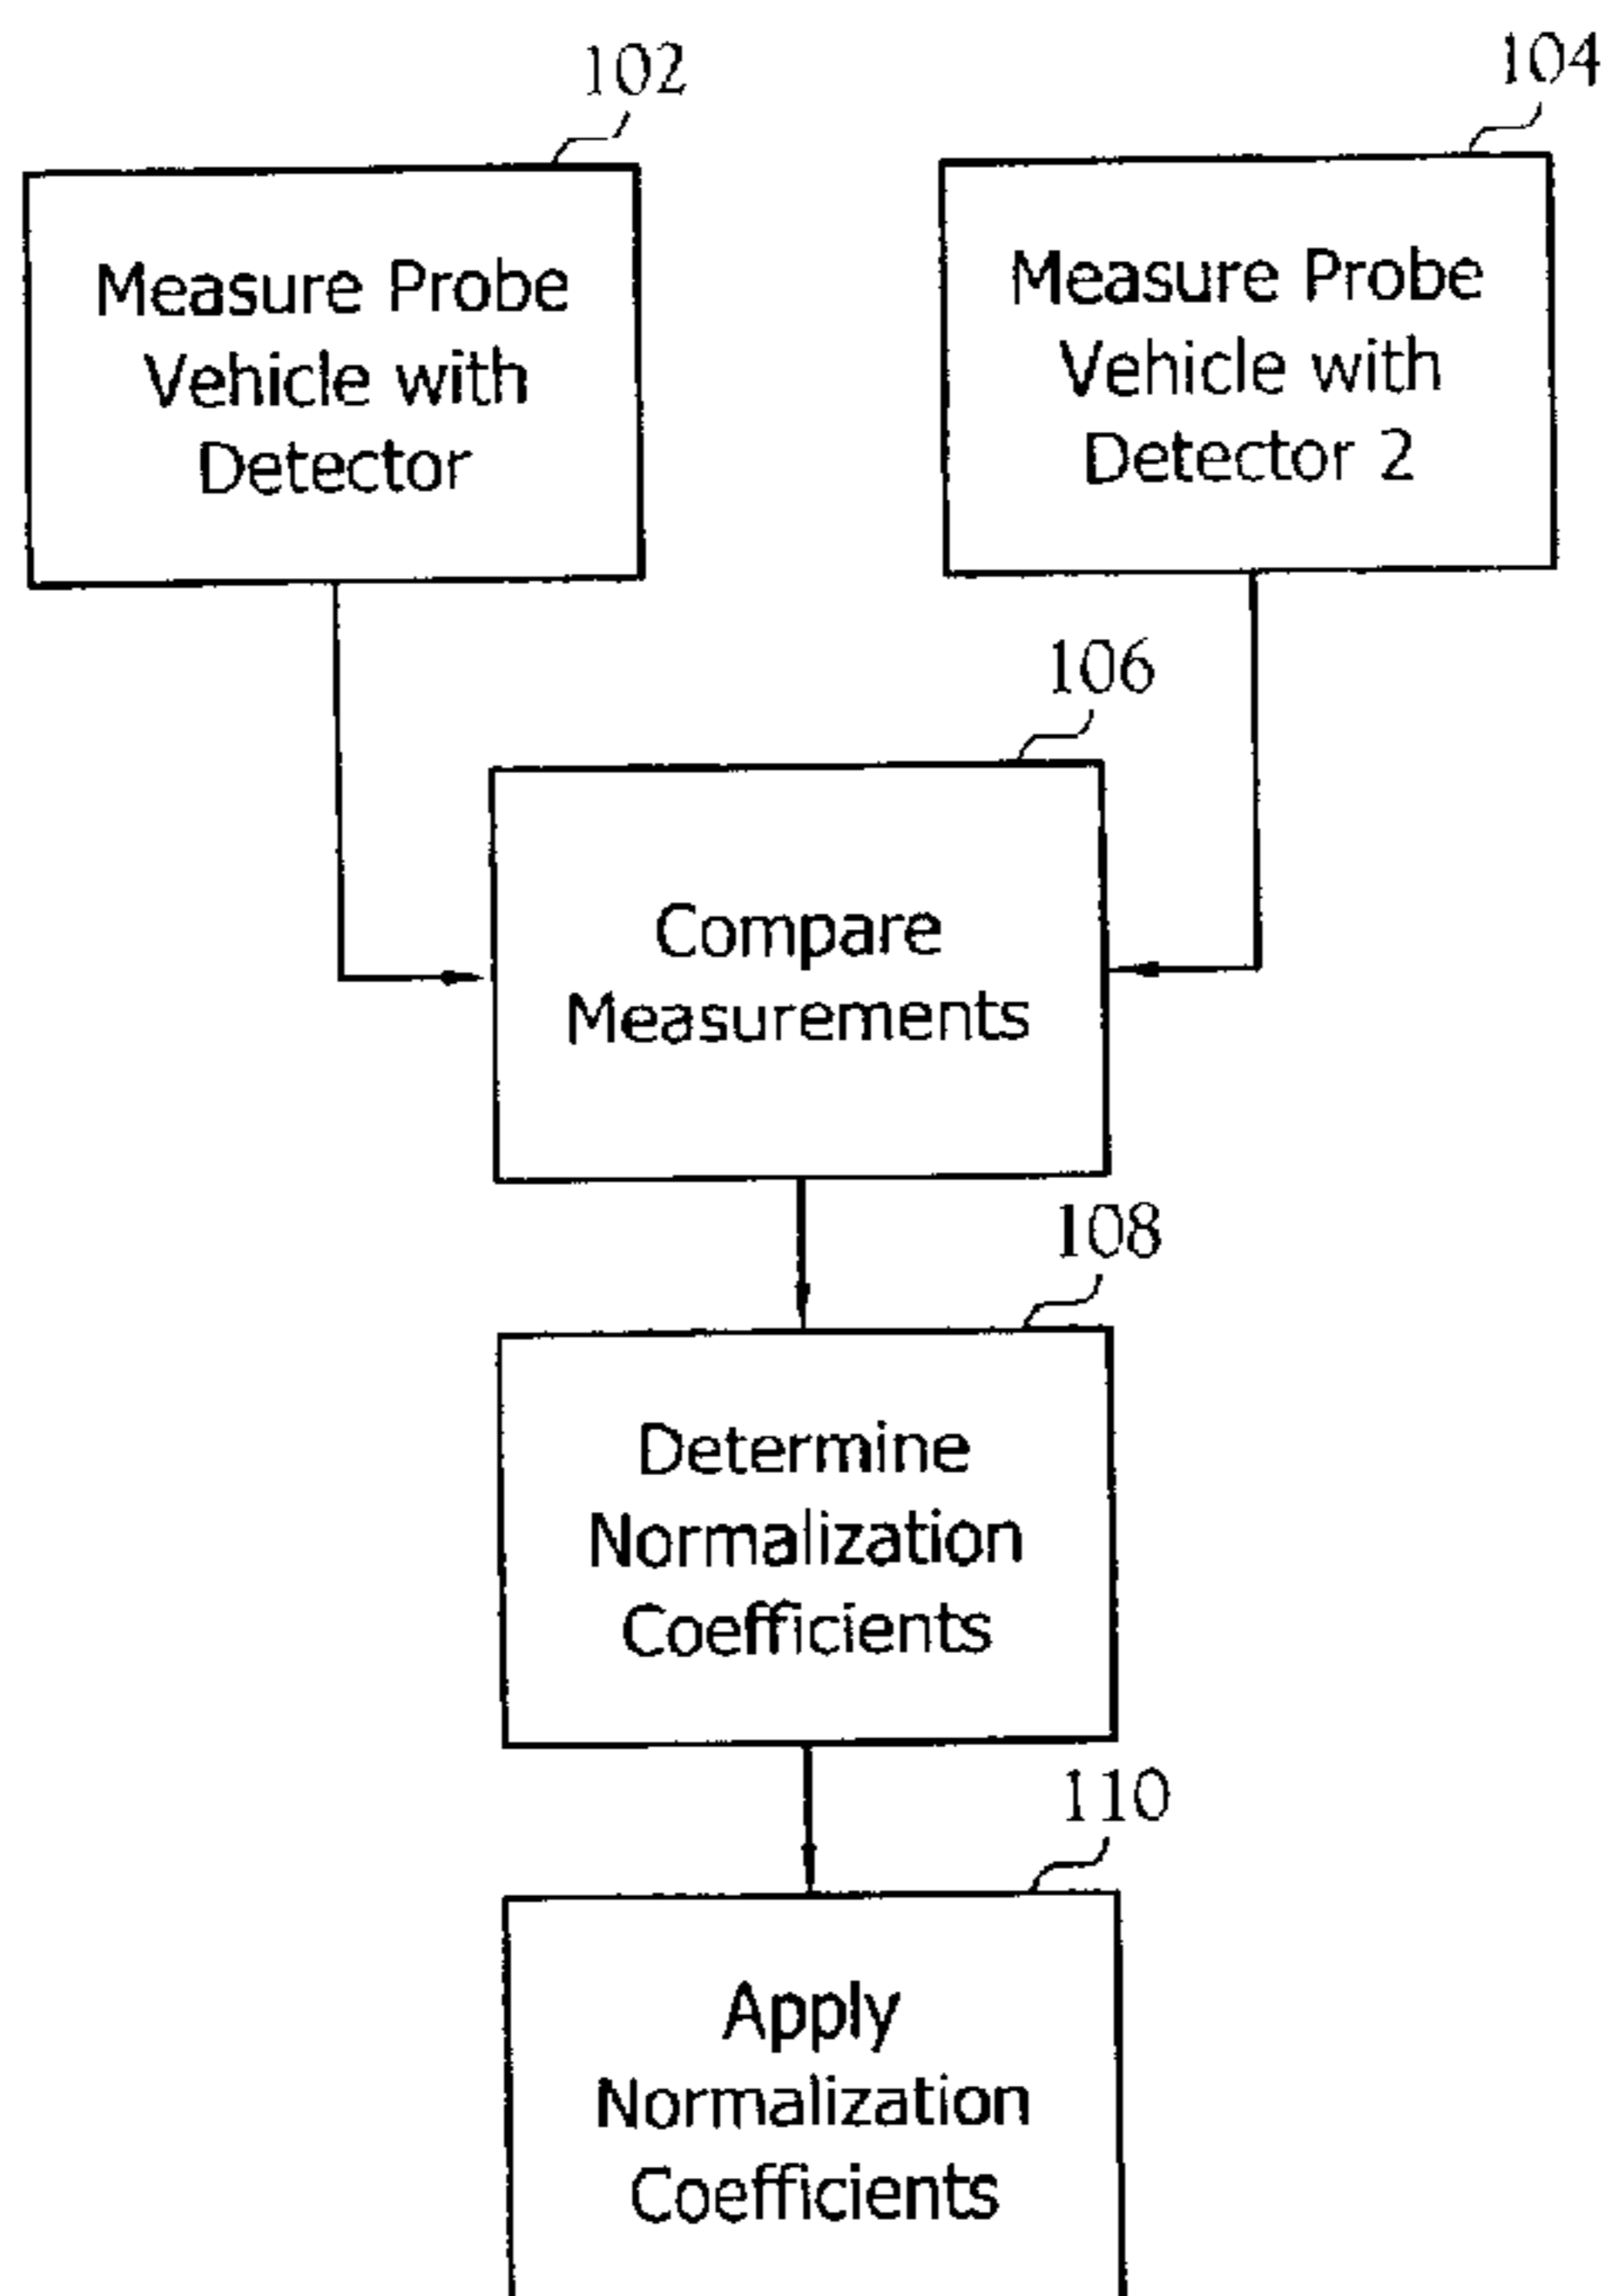 102
104
Measure Probe
Vehicle with
Detector
Measure Probe
Vehicle with
Detector 2
106
Compare
Measurements
108
Determine
Normalization
Coefficients
110
Apply
Normalization
Coefficients